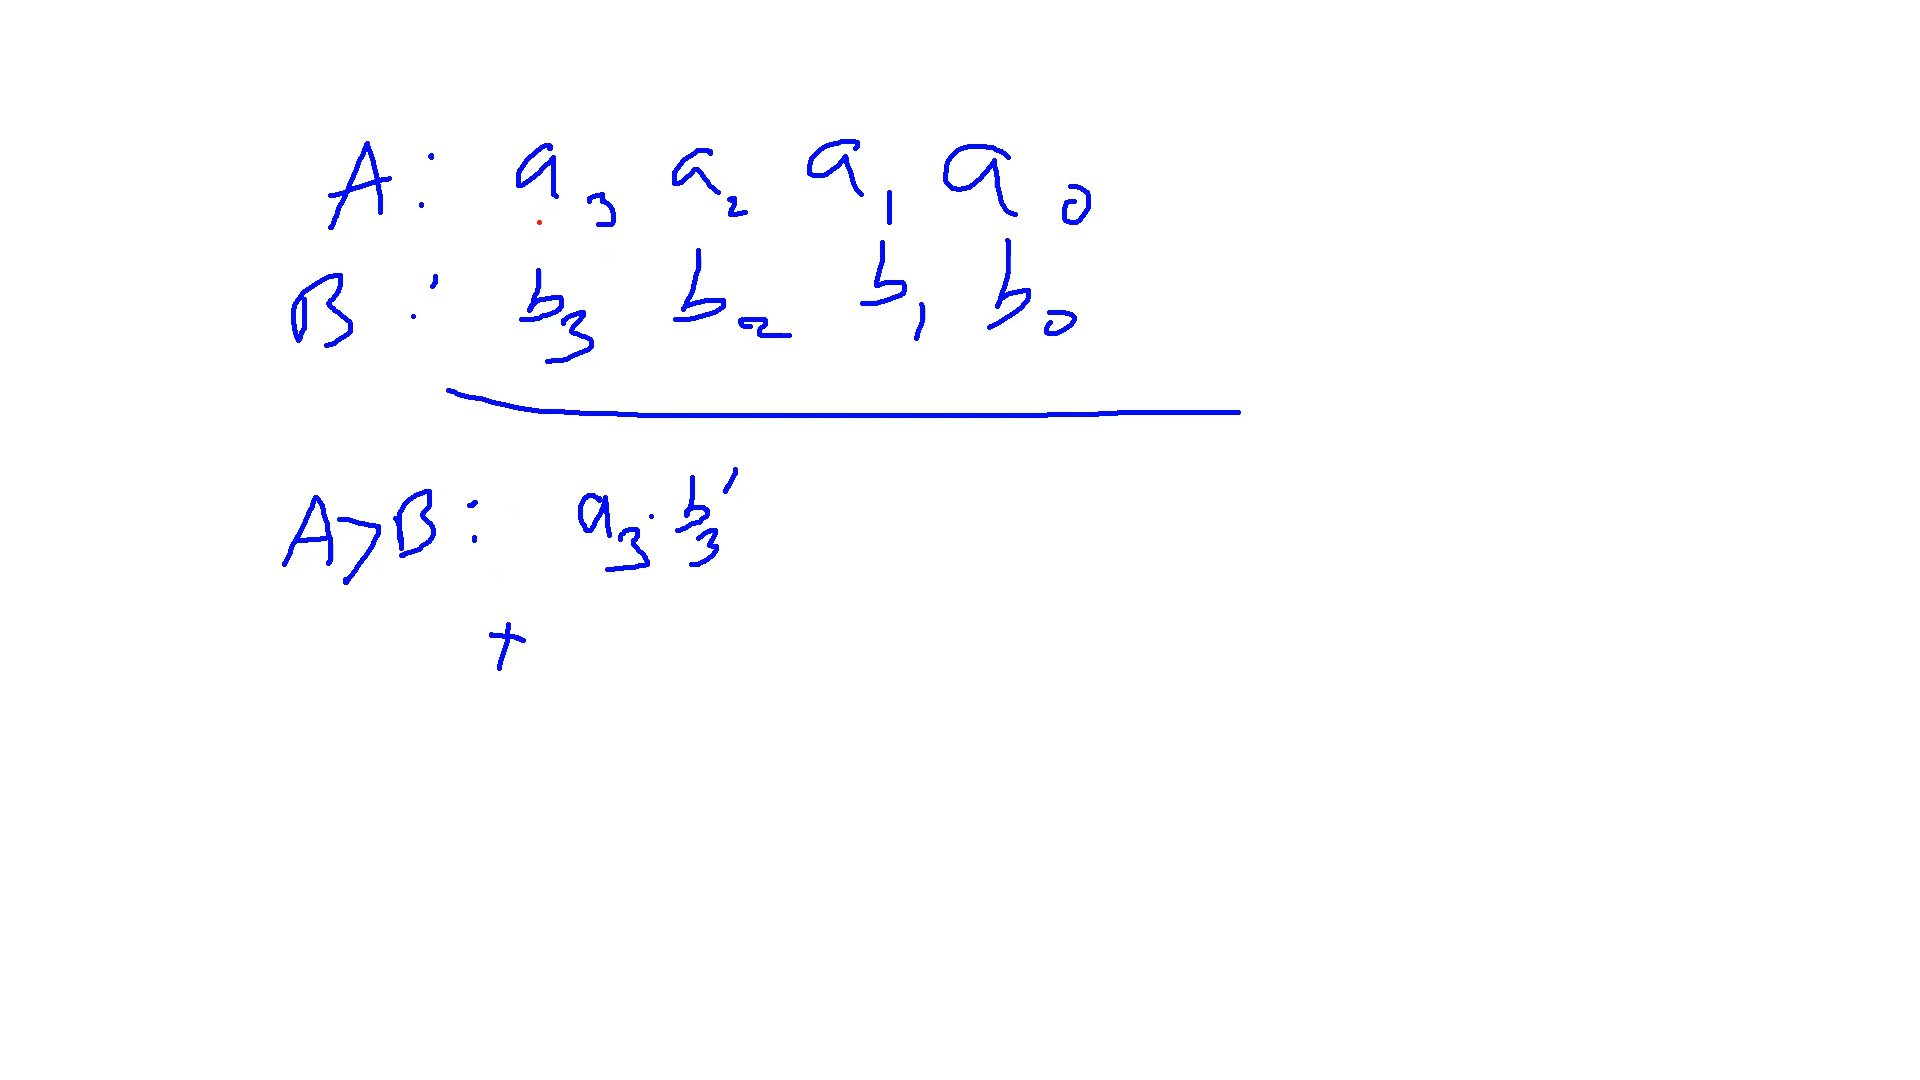 A: a₃ a₂ a₁ a₀
B: b₃ b₂ b₁ b₀
A>B: a₃ · b₃'
+